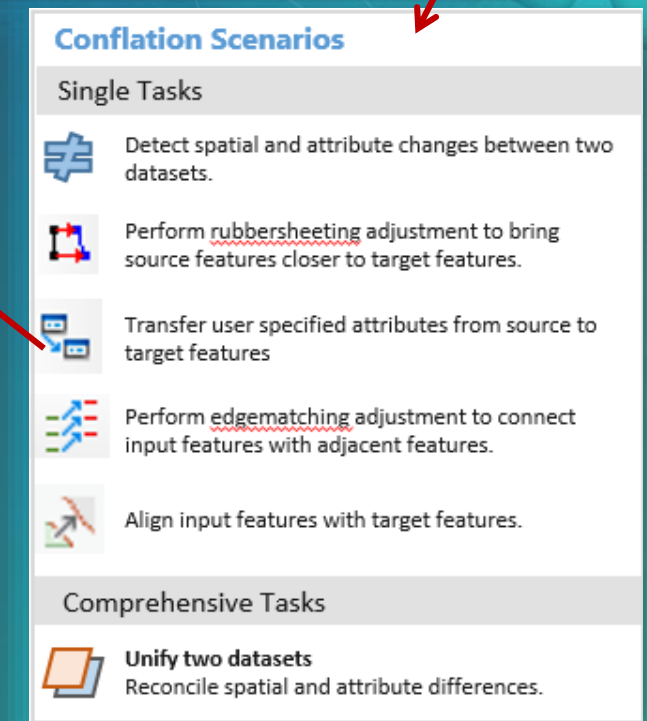 Conflation Scenarios
Single Tasks
Detect spatial and attribute changes between two
datasets.
Perform rubbersheeting adjustment to bring
source features closer to target features.
Transfer user specified attributes from source to
target features
Perform edgematching adjustment to connect
input features with adjacent features.
Align input features with target features.
Comprehensive Tasks
Unify two datasets
Reconcile spatial and attribute differences.